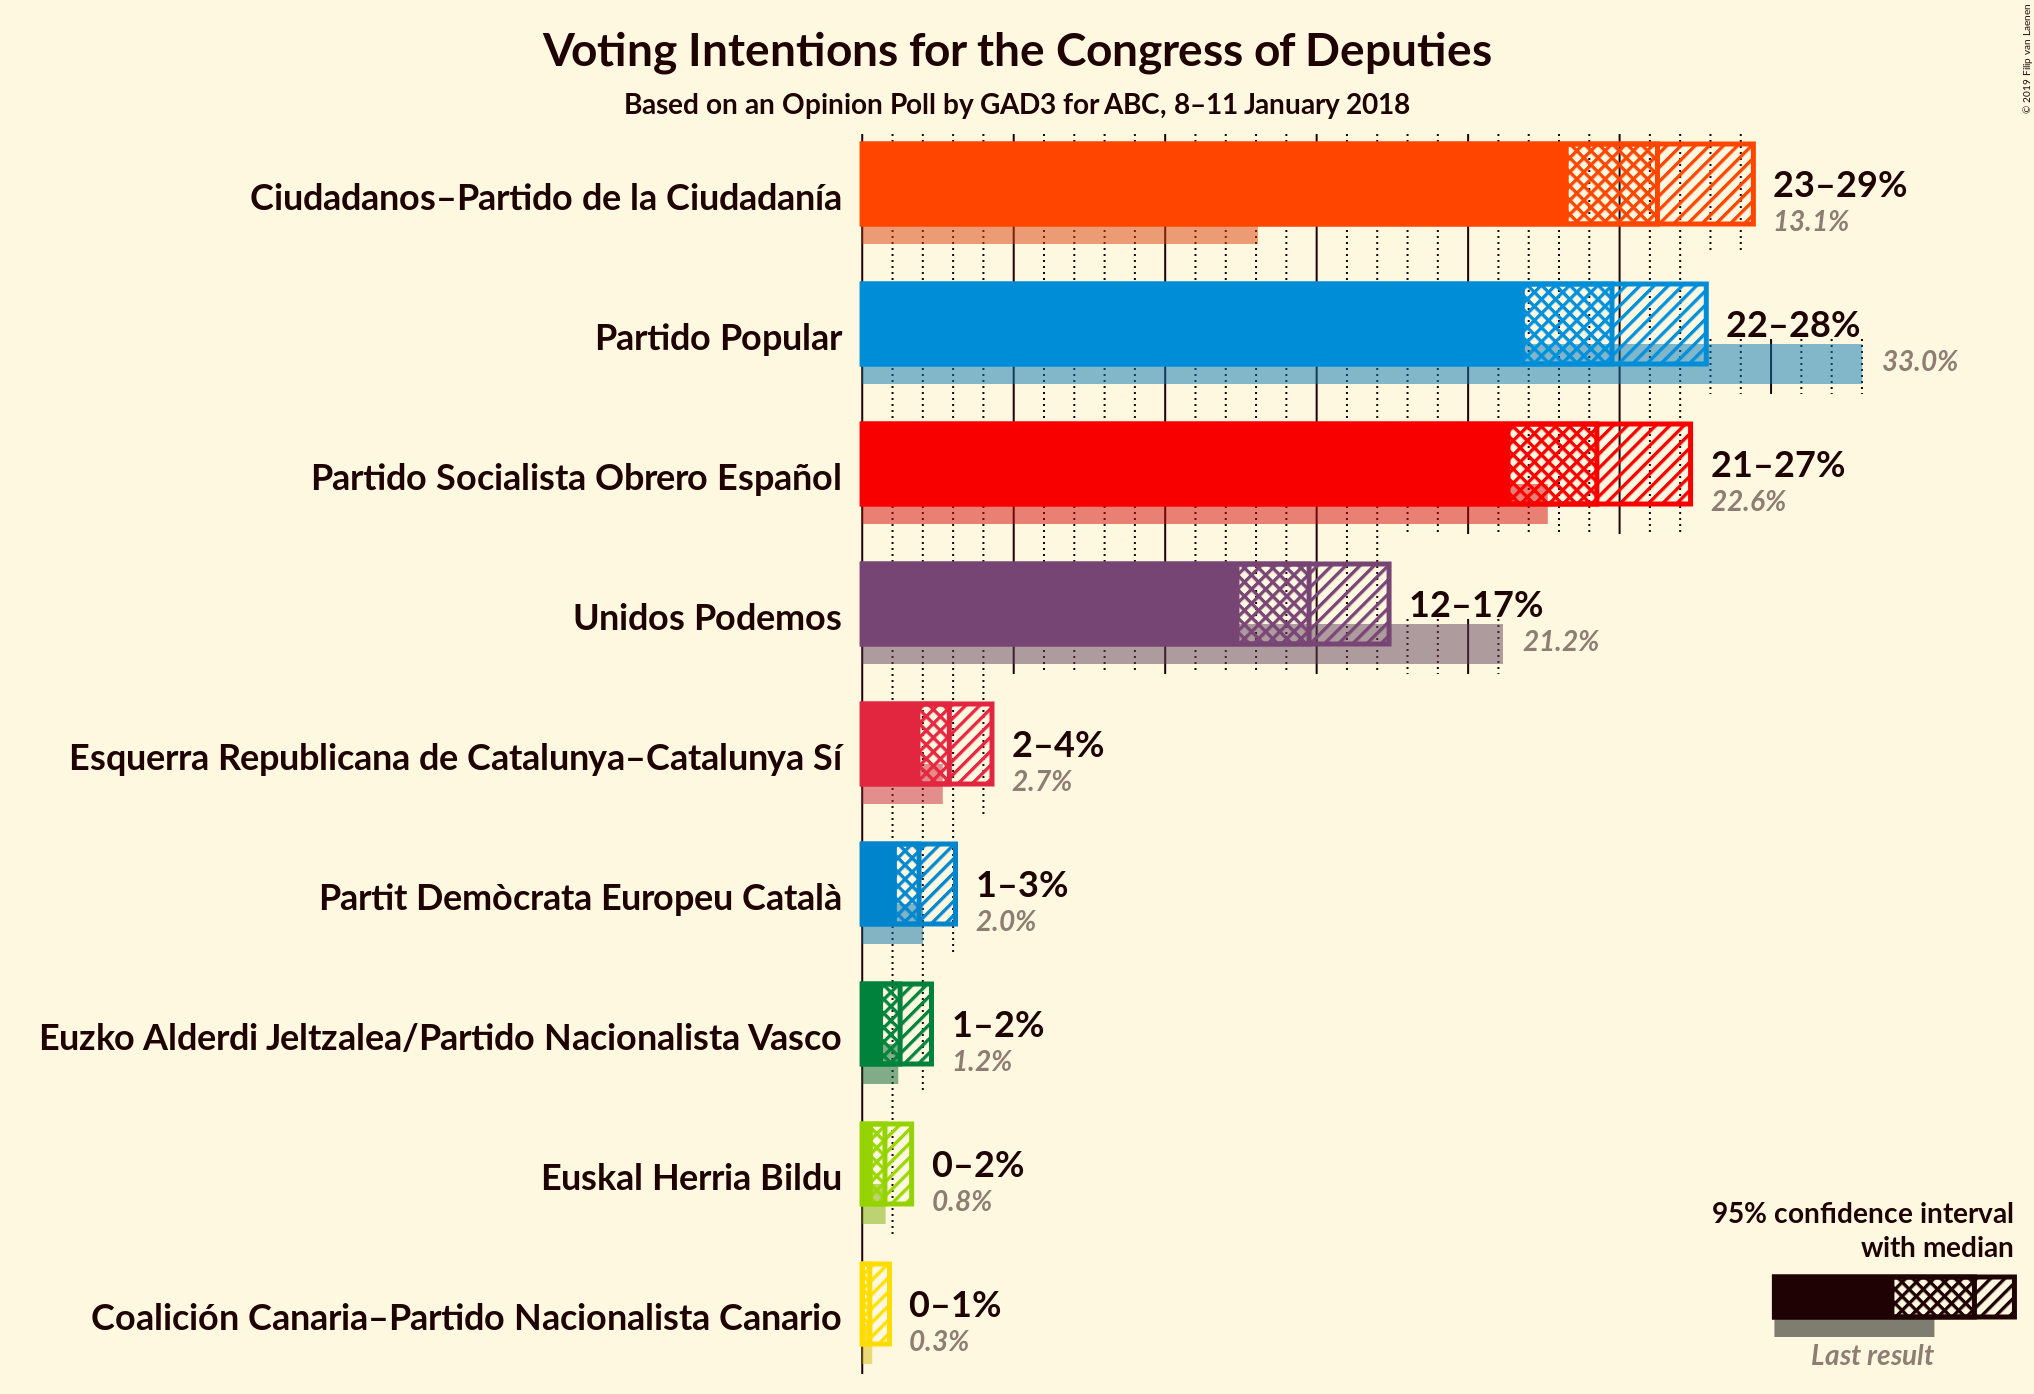 Voting Intentions for the Congress of Deputies
Based on an Opinion Poll by GAD3 for ABC, 8–11 January 2018
© 2019 Filip van Laenen
Ciudadanos–Partido de la Ciudadanía
23–29%
13.1%
Partido Popular
22–28%
33.0%
Partido Socialista Obrero Español
21–27%
22.6%
Unidos Podemos
12–17%
21.2%
Esquerra Republicana de Catalunya–Catalunya Sí
2–4%
2.7%
Partit Demòcrata Europeu Català
1–3%
2.0%
Euzko Alderdi Jeltzalea/Partido Nacionalista Vasco
1–2%
1.2%
Euskal Herria Bildu
0–2%
0.8%
Coalición Canaria–Partido Nacionalista Canario
0–1%
0.3%
95% confidence interval
with median
Last result